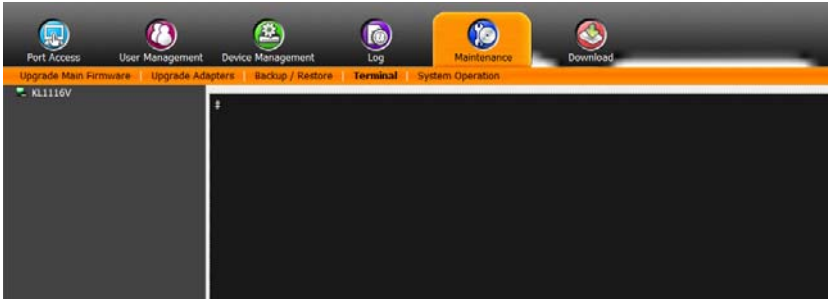 Port Access User Management Device Management Log Maintenance Download
Upgrade Main Firmware | Upgrade Adapters | Backup / Restore | Terminal | System Operation
KL1116V
#